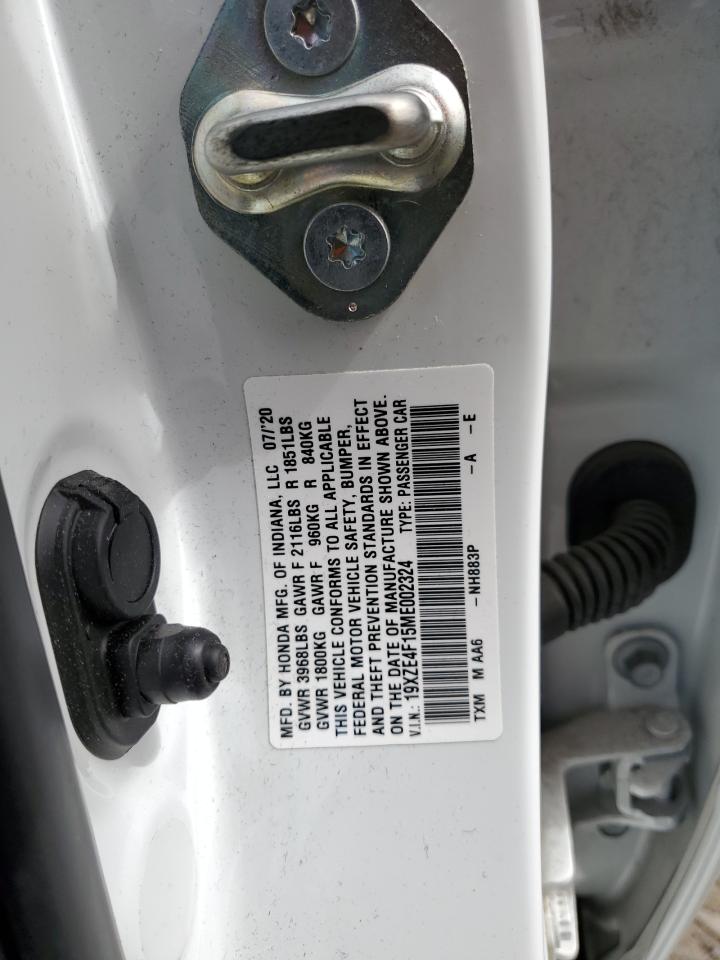 MFD. BY HONDA MFG. OF INDIANA, LLC 07/'20
GVWR 3968LBS GAWR F 2116LBS R 1851LBS
GVWR 1800KG GAWR F 960KG R 840KG
THIS VEHICLE CONFORMS TO ALL APPLICABLE
FEDERAL MOTOR VEHICLE SAFETY, BUMPER,
AND THEFT PREVENTION STANDARDS IN EFFECT
ON THE DATE OF MANUFACTURE SHOWN ABOVE.
V.I.N.: 19XZE4F15ME002324 TYPE: PASSENGER CAR
TXM M AA6 -NH883P -A -E